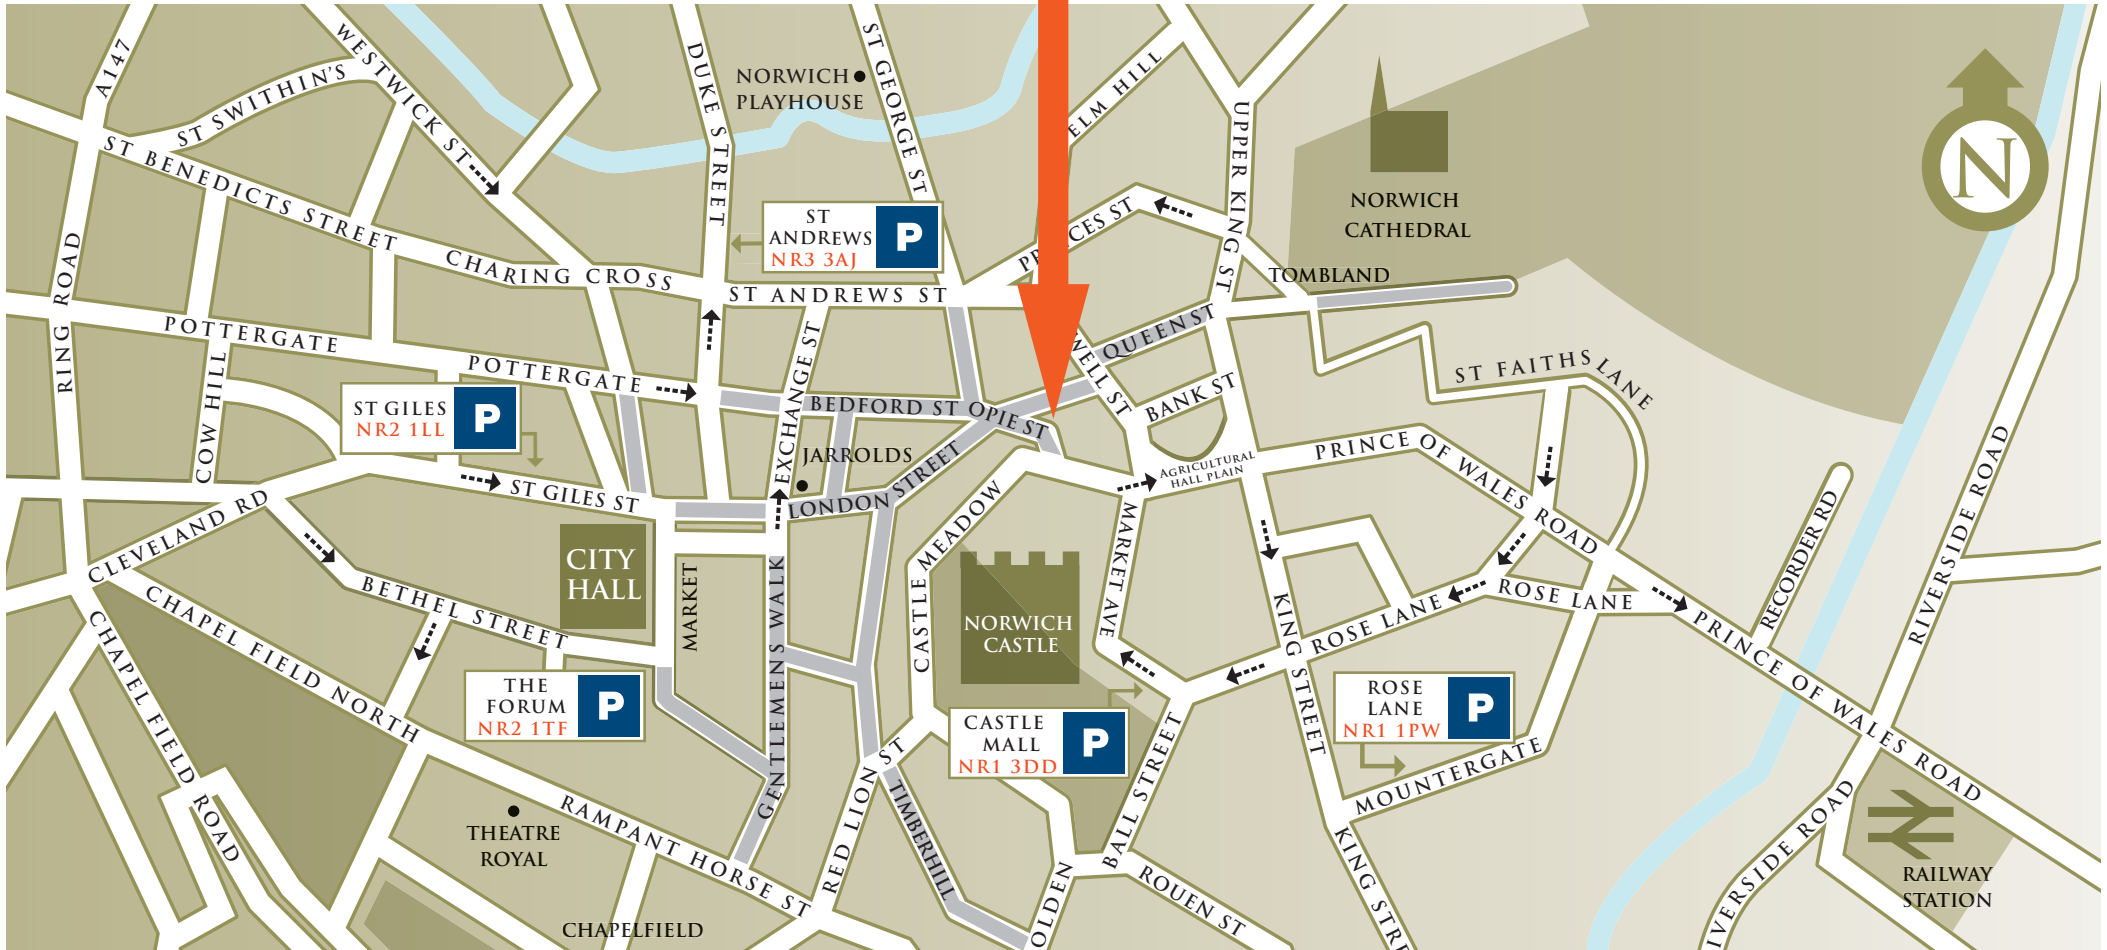 A147
ST SWITHIN'S
WESTWICK ST
DUKE STREET
NORWICH
PLAYHOUSE
ST GEORGE ST
ELM HILL
UPPER KING ST
NORWICH
CATHEDRAL
N
ST BENEDICTS STREET
CHARING CROSS
ST
ANDREWS
NR3 3AJ
P
ST ANDREWS ST
TOMBLAND
RING ROAD
POTTERGATE
POTTERGATE
COW HILL
ST GILES
NR2 1LL
P
EXCHANGE ST
BEDFORD ST
OPIE ST
QUEEN ST
BANK ST
ST FAITHS LANE
JARROLDS
LONDON STREET
AGRICULTURAL
HALL PLAIN
PRINCE OF WALES ROAD
ST GILES ST
CLEVELAND RD
CITY
HALL
MARKET
GENTLEMENS WALK
CASTLE MEADOW
MARKET AVE
NORWICH
CASTLE
RECORDER RD
RIVERSIDE ROAD
BETHEL STREET
CHAPEL FIELD NORTH
CHAPEL FIELD ROAD
THE
FORUM
NR2 1TF
P
KING STREET
ROSE LANE
ROSE LANE
PRINCE OF WALES ROAD
CASTLE
MALL
NR1 3DD
P
ROSE
LANE
NR1 1PW
P
MOUNTERGATE
THEATRE
ROYAL
RAMPANT HORSE ST
RED LION ST
TIMBERHILL
BALL STREET
ROUEN ST
RIVERSIDE ROAD
RAILWAY
STATION
CHAPELFIELD